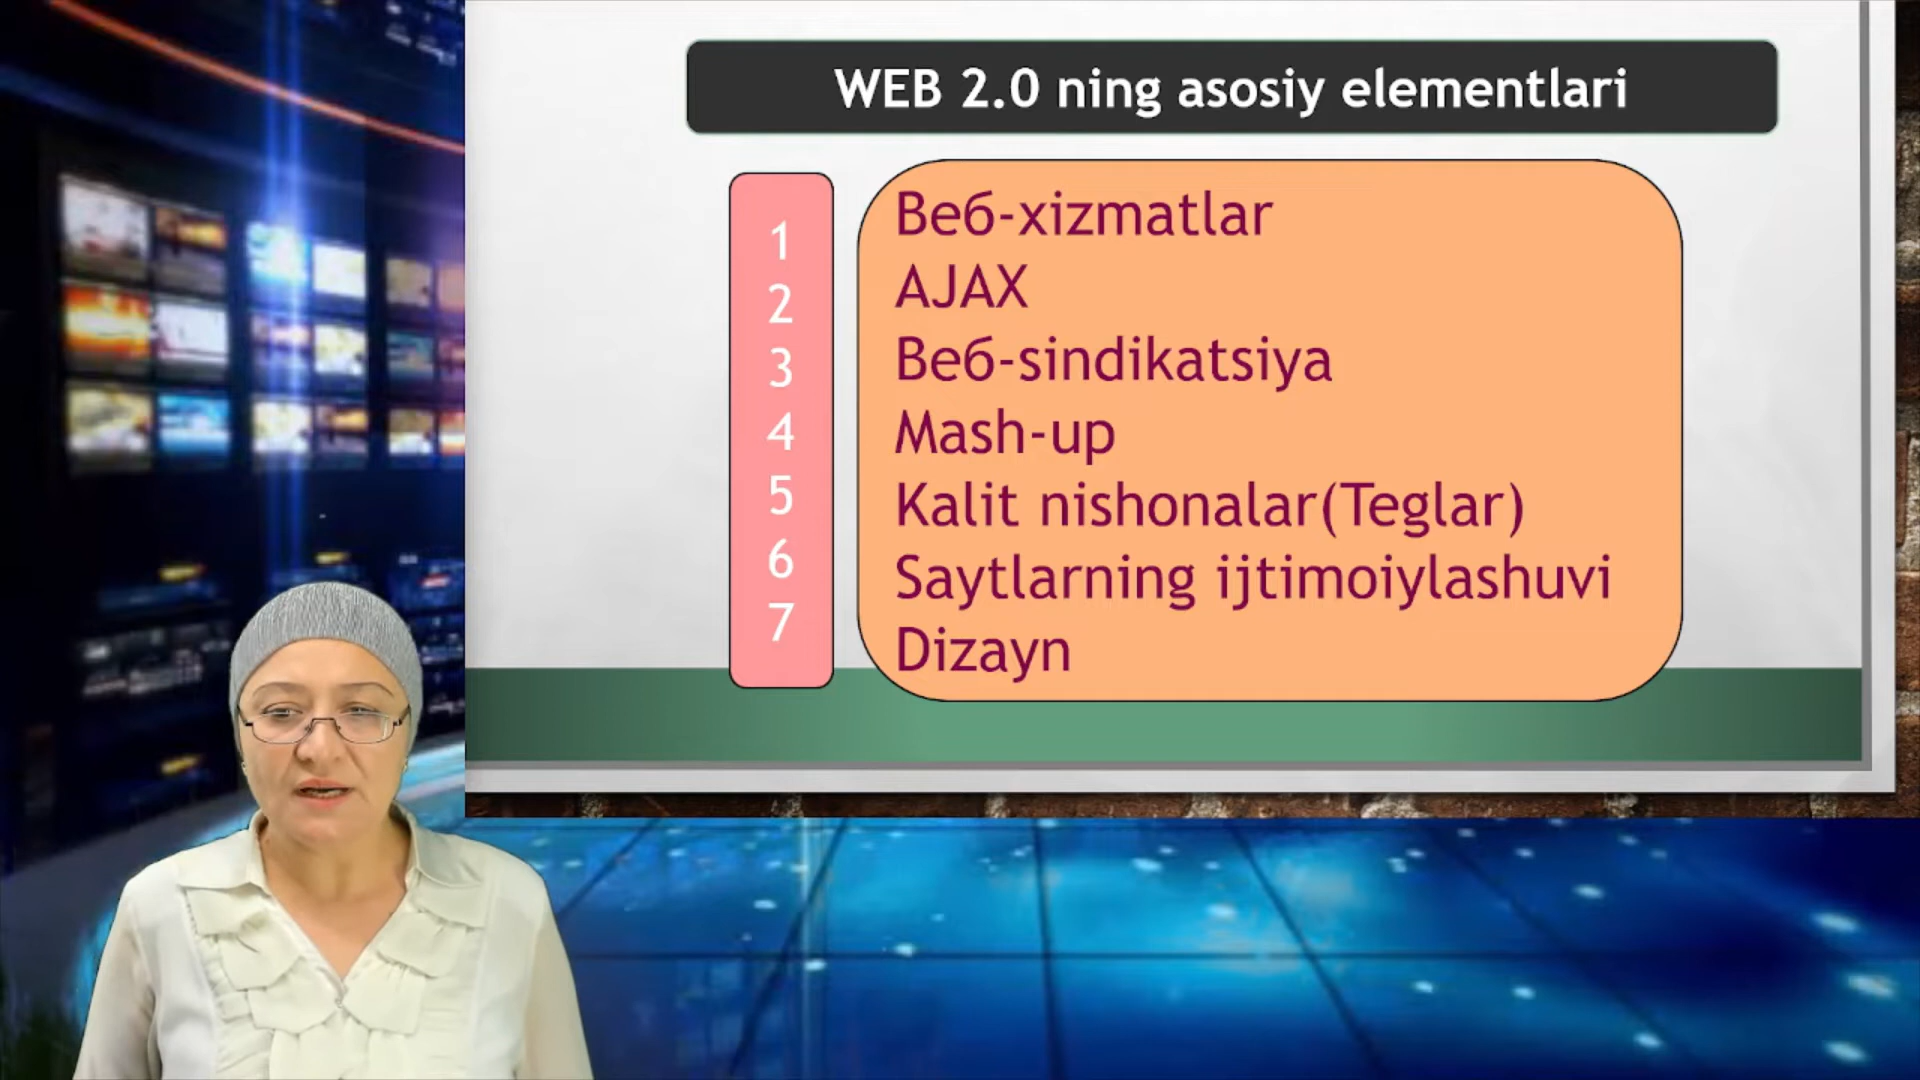 WEB 2.0 ning asosiy elementlari
1 Веб-xizmatlar
2 AJAX
3 Веб-sindikatsiya
4 Mash-up
5 Kalit nishonalar(Teglar)
6 Saytlarning ijtimoiylashuvi
7 Dizayn